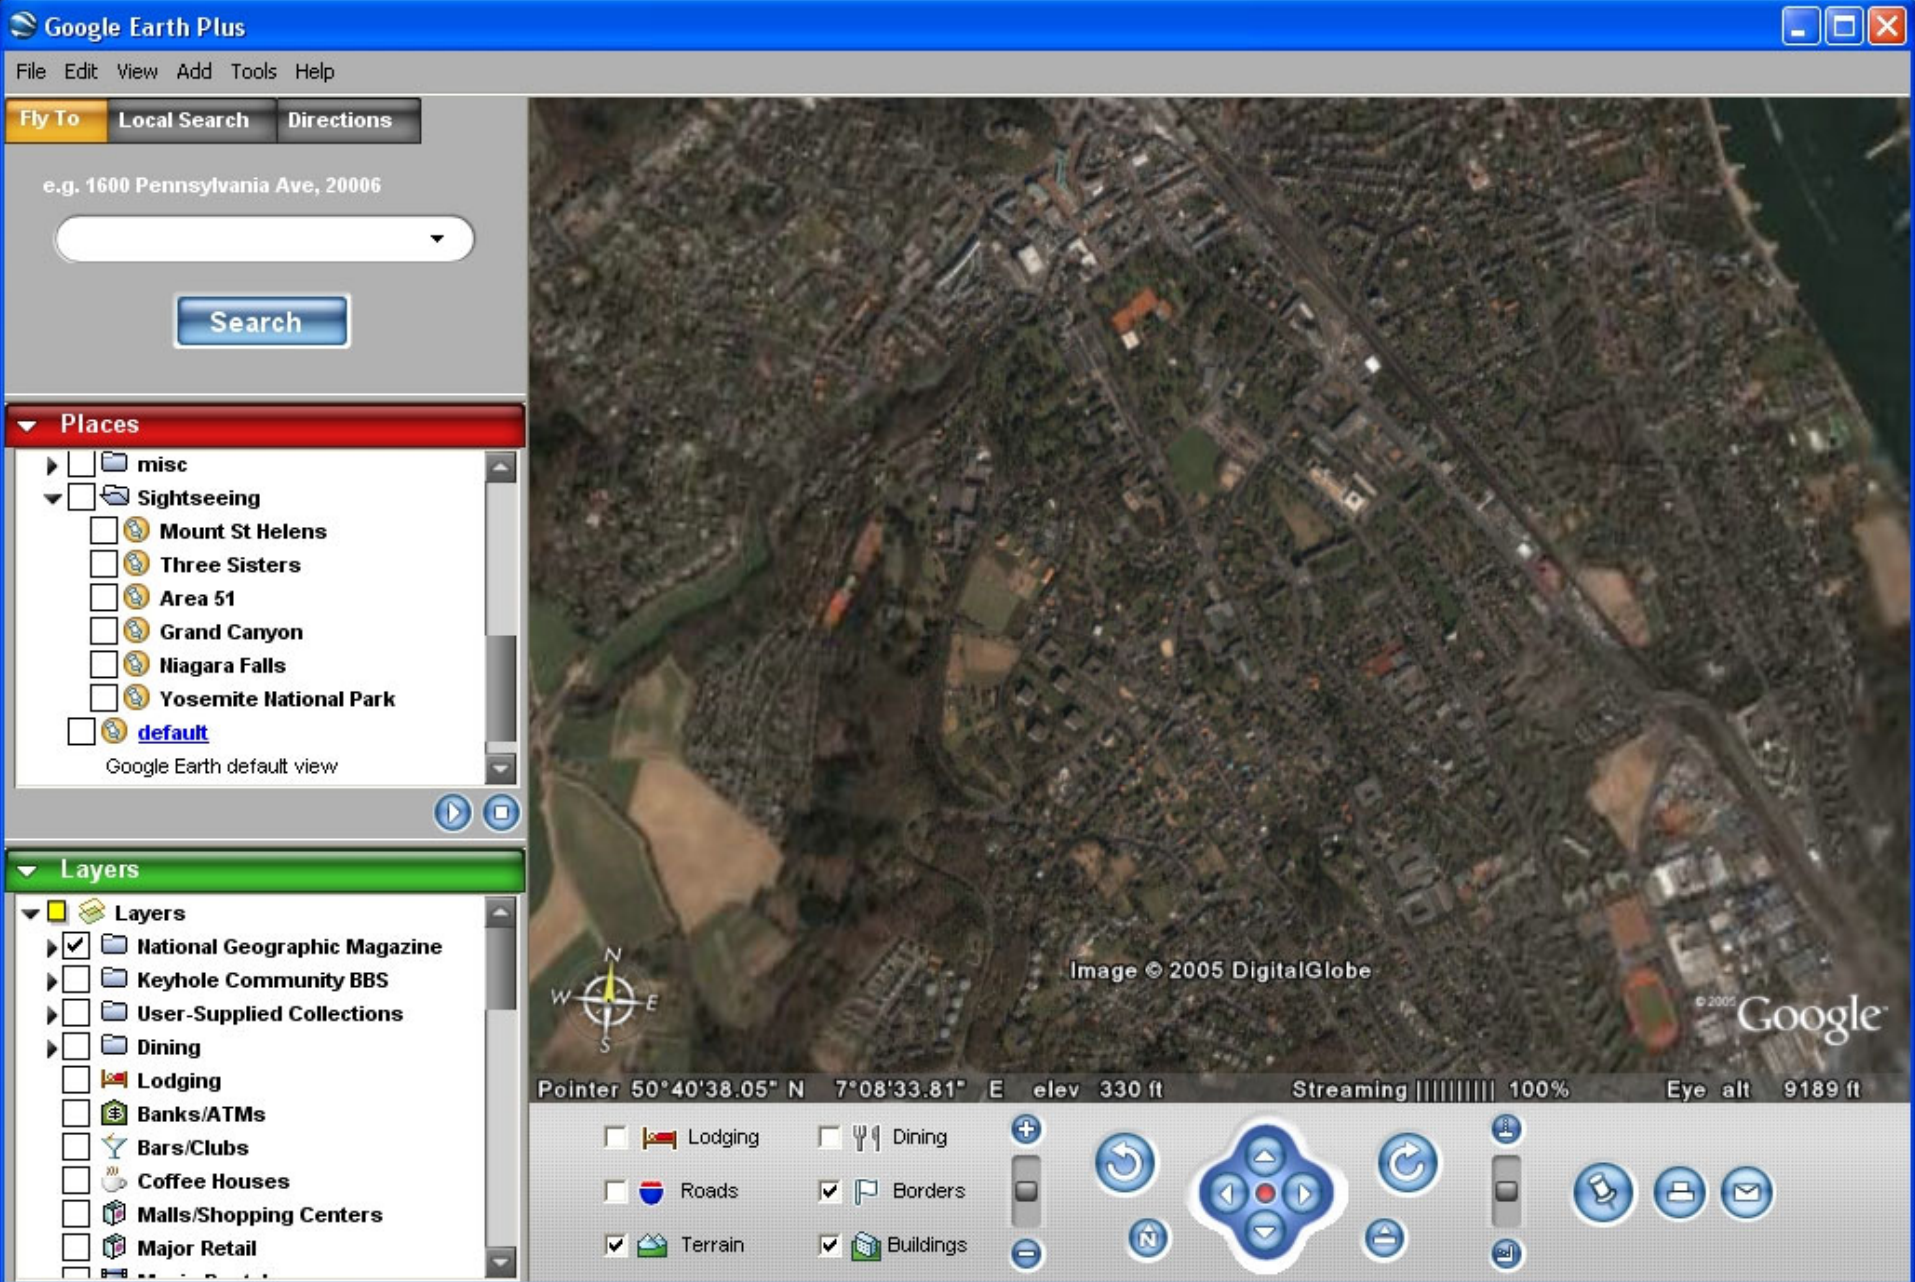 Google Earth Plus
File Edit View Add Tools Help
Fly To Local Search Directions
e.g. 1600 Pennsylvania Ave, 20006
Search
Places
misc
Sightseeing
Mount St Helens
Three Sisters
Area 51
Grand Canyon
Niagara Falls
Yosemite National Park
default
Google Earth default view
Layers
Layers
National Geographic Magazine
Keyhole Community BBS
User-Supplied Collections
Dining
Lodging
Banks/ATMs
Bars/Clubs
Coffee Houses
Malls/Shopping Centers
Major Retail
N
W E
S
Image © 2005 DigitalGlobe
© 2005 Google
Pointer 50°40'38.05" N 7°08'33.81" E elev 330 ft Streaming |||||||||| 100% Eye alt 9189 ft
Lodging Dining
Roads Borders
Terrain Buildings
N